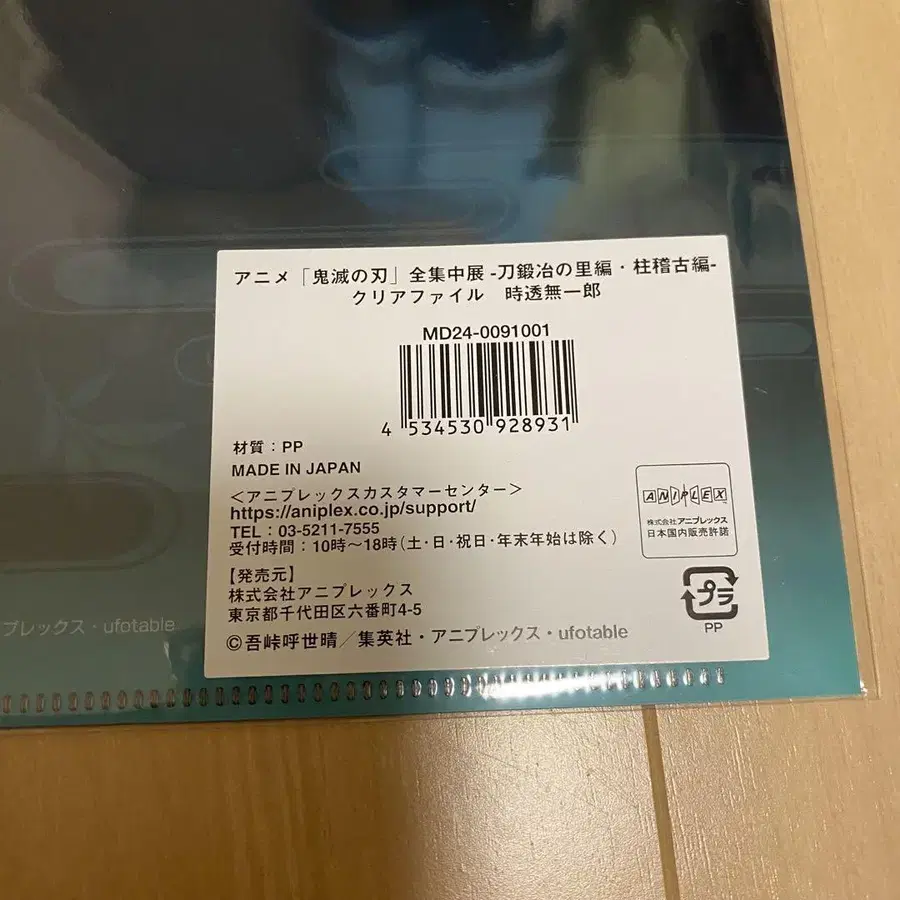 アニメ「鬼滅の刃」全集中展 -刀鍛冶の里編・柱稽古編-
クリアファイル 時透無一郎
MD24-0091001
4 534530 928931
材質：PP
MADE IN JAPAN
＜アニプレックスカスタマーセンター＞
https://aniplex.co.jp/support/
TEL：03-5211-7555
受付時間：10時〜18時（土・日・祝日・年末年始は除く）
【発売元】
株式会社アニプレックス
東京都千代田区六番町4-5
©吾峠呼世晴／集英社・アニプレックス・ufotable
ANIPLEX
株式会社アニプレックス
日本国内販売許諾
プラ
PP
プレックス・ufotable